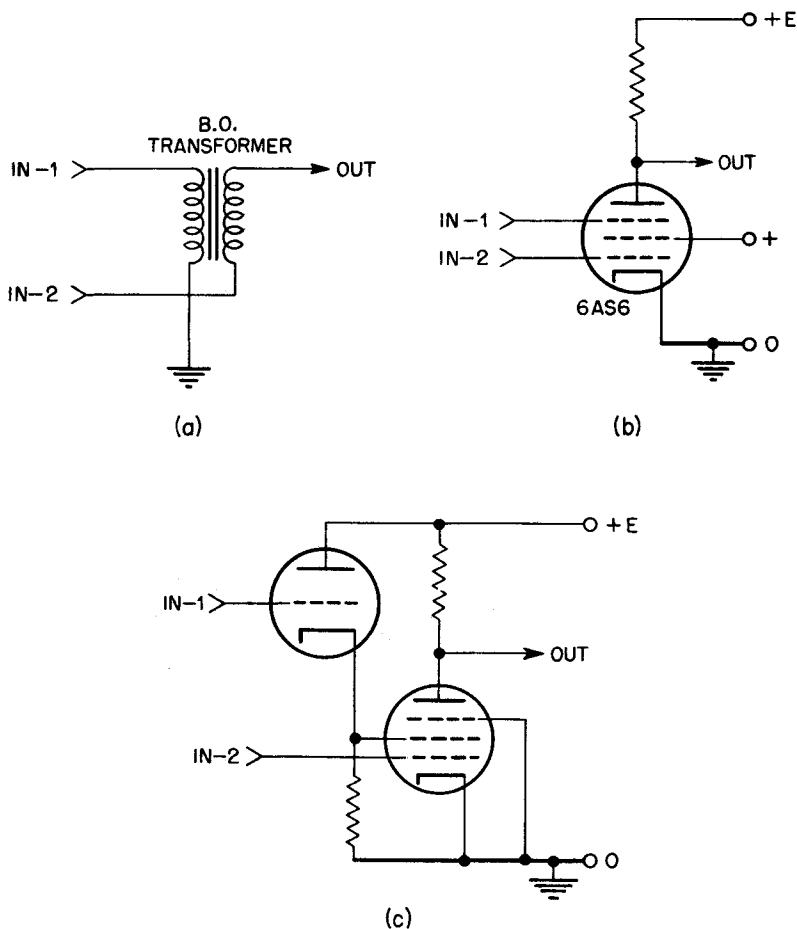 B.O.
TRANSFORMER
IN-1
OUT
IN-2
(a)
+E
OUT
IN-1
+
IN-2
6AS6
0
(b)
+E
IN-1
OUT
IN-2
0
(c)